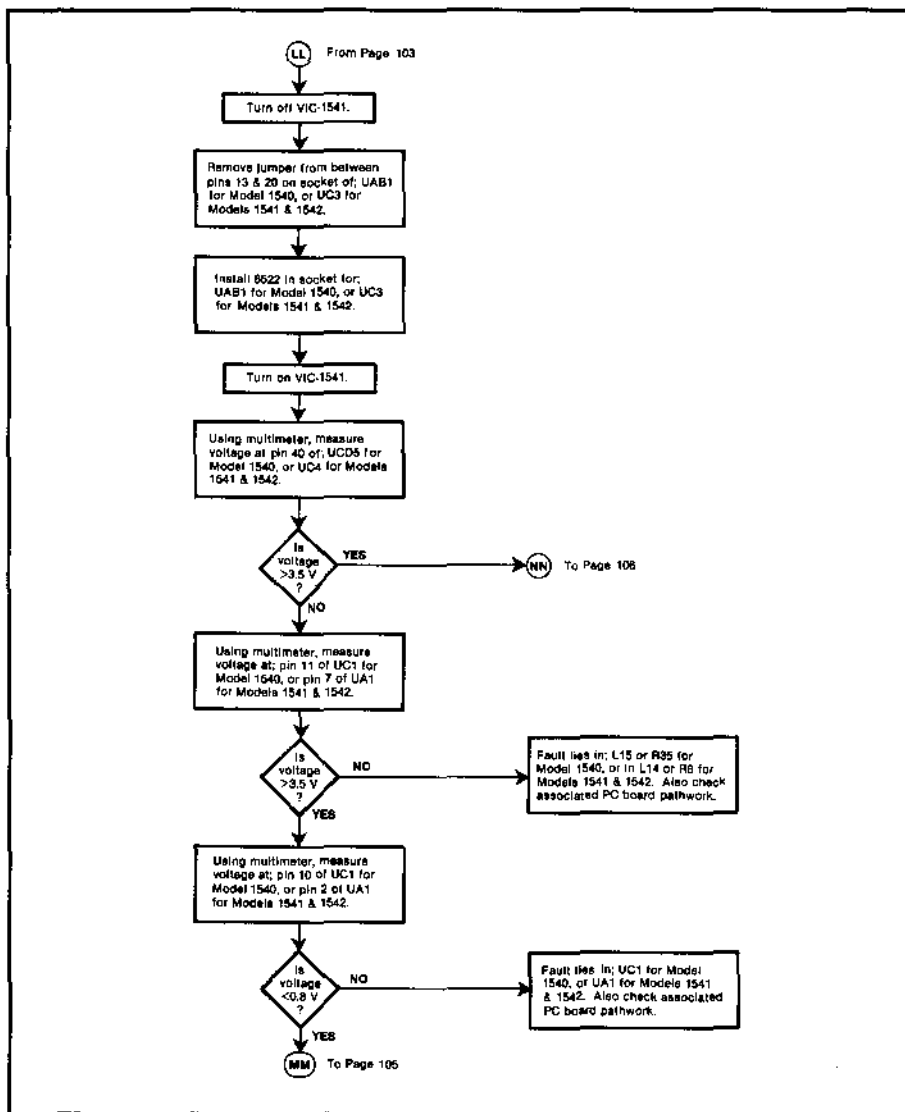 LL From Page 103
Turn off VIC-1541.
Remove jumper from between
pins 13 & 20 on socket of; UAB1
for Model 1540, or UC3 for
Models 1541 & 1542.
Install 6522 in socket for;
UAB1 for Model 1540, or UC3
for Models 1541 & 1542.
Turn on VIC-1541.
Using multimeter, measure
voltage at pin 40 of; UCD5 for
Model 1540, or UC4 for Models
1541 & 1542.
Is
voltage
>3.5 V
?
YES
NN To Page 106
NO
Using multimeter, measure
voltage at; pin 11 of UC1 for
Model 1540, or pin 7 of UA1
for Models 1541 & 1542.
Is
voltage
>3.5 V
?
NO
Fault lies in; L15 or R35 for
Model 1540, or in L14 or R8 for
Models 1541 & 1542. Also check
associated PC board pathwork.
YES
Using multimeter, measure
voltage at; pin 10 of UC1 for
Model 1540, or pin 2 of UA1
for Models 1541 & 1542.
Is
voltage
<0.8 V
?
NO
Fault lies in; UC1 for Model
1540, or UA1 for Models 1541
& 1542. Also check associated
PC board pathwork.
YES
MM To Page 105